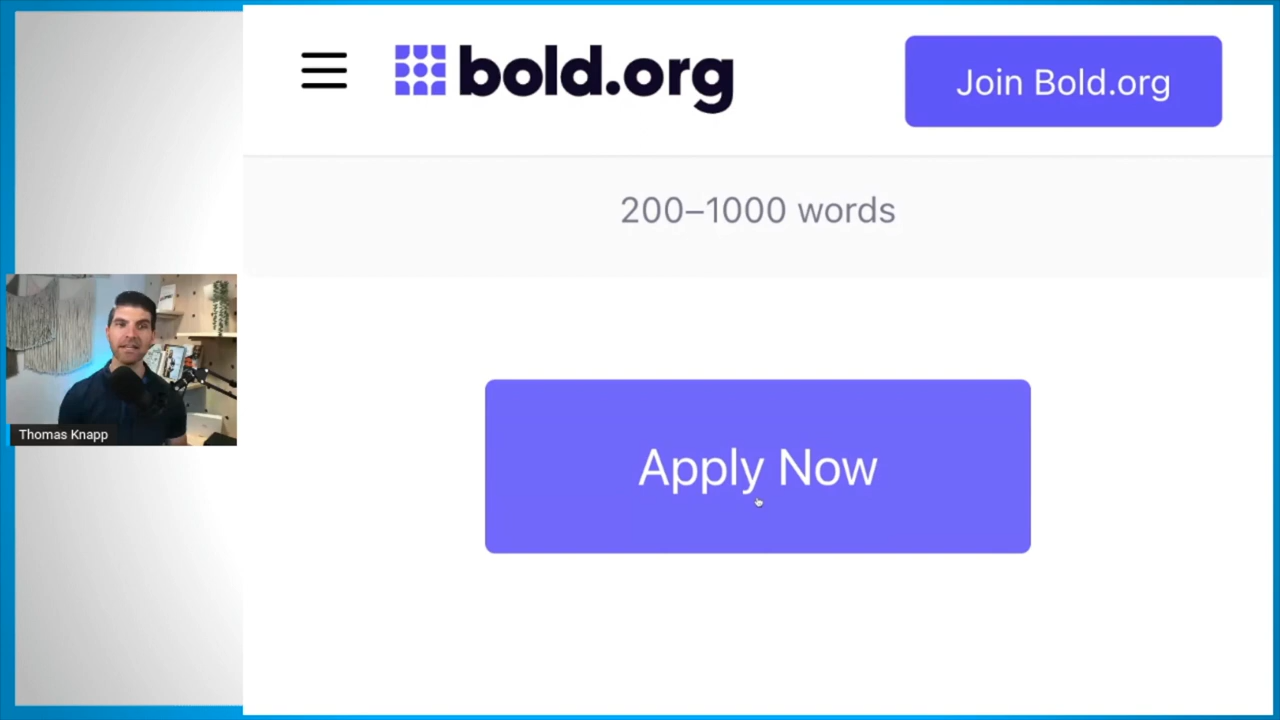 bold.org
Join Bold.org
200–1000 words
Apply Now
Thomas Knapp